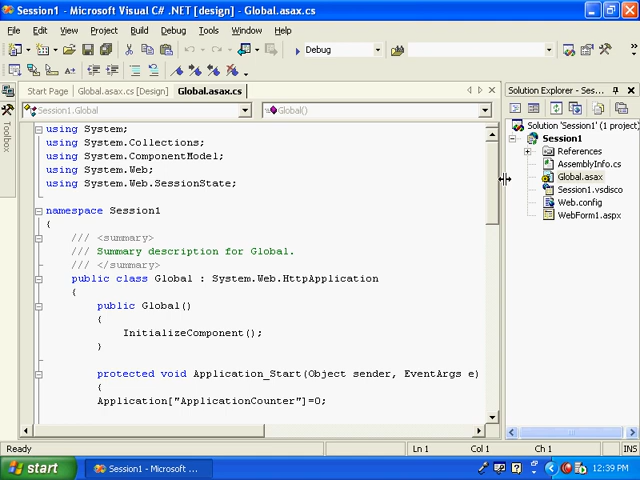 Session1 - Microsoft Visual C# .NET [design] - Global.asax.cs
File Edit View Project Build Debug Tools Window Help
Debug
Start Page Global.asax.cs [Design] Global.asax.cs
Session1.Global Global()
Toolbox
using System;
using System.Collections;
using System.ComponentModel;
using System.Web;
using System.Web.SessionState;
namespace Session1
{
/// <summary>
/// Summary description for Global.
/// </summary>
public class Global : System.Web.HttpApplication
{
public Global()
{
InitializeComponent();
}
protected void Application_Start(Object sender, EventArgs e)
{
Application["ApplicationCounter"]=0;
Solution Explorer - Ses...
Solution 'Session1' (1 project)
Session1
References
AssemblyInfo.cs
Global.asax
Session1.vsdisco
Web.config
WebForm1.aspx
Ready Ln 1 Col 1 Ch 1 INS
start Session1 - Microsoft ... 12:39 PM